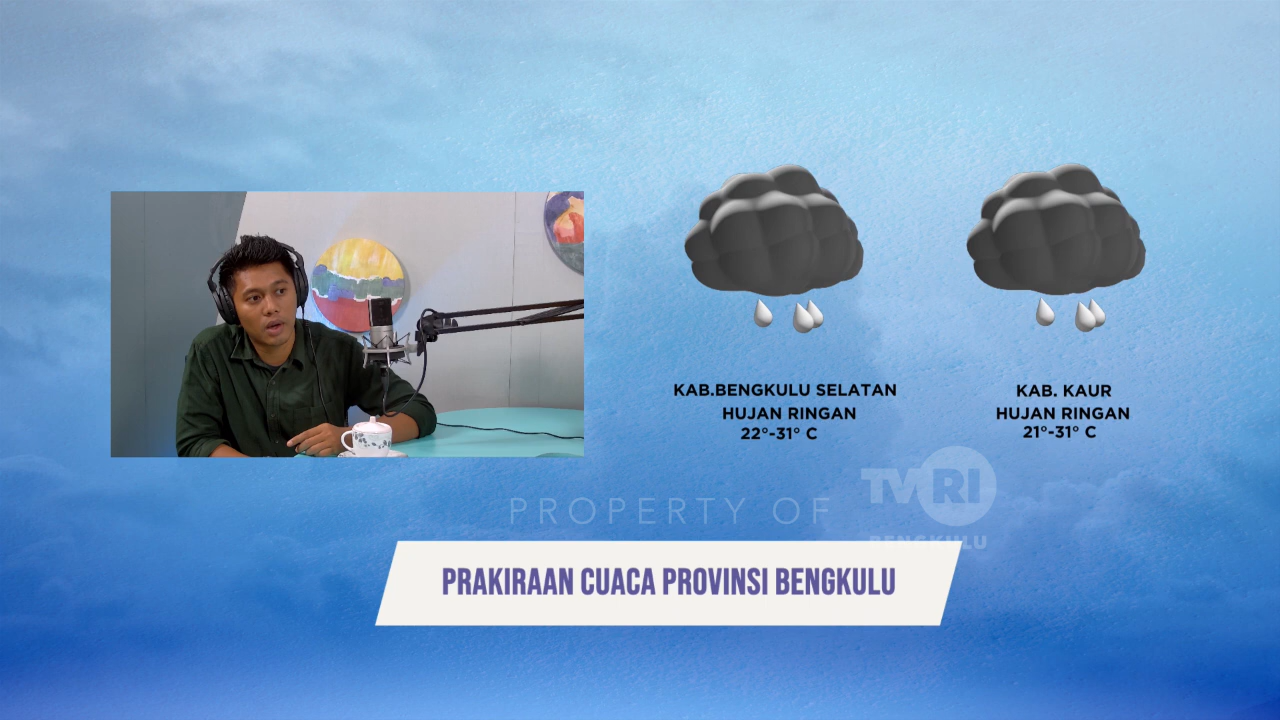 KAB.BENGKULU SELATAN
HUJAN RINGAN
22°-31° C
KAB. KAUR
HUJAN RINGAN
21°-31° C
PROPERTY OF
TVRI
BENGKULU
PRAKIRAAN CUACA PROVINSI BENGKULU